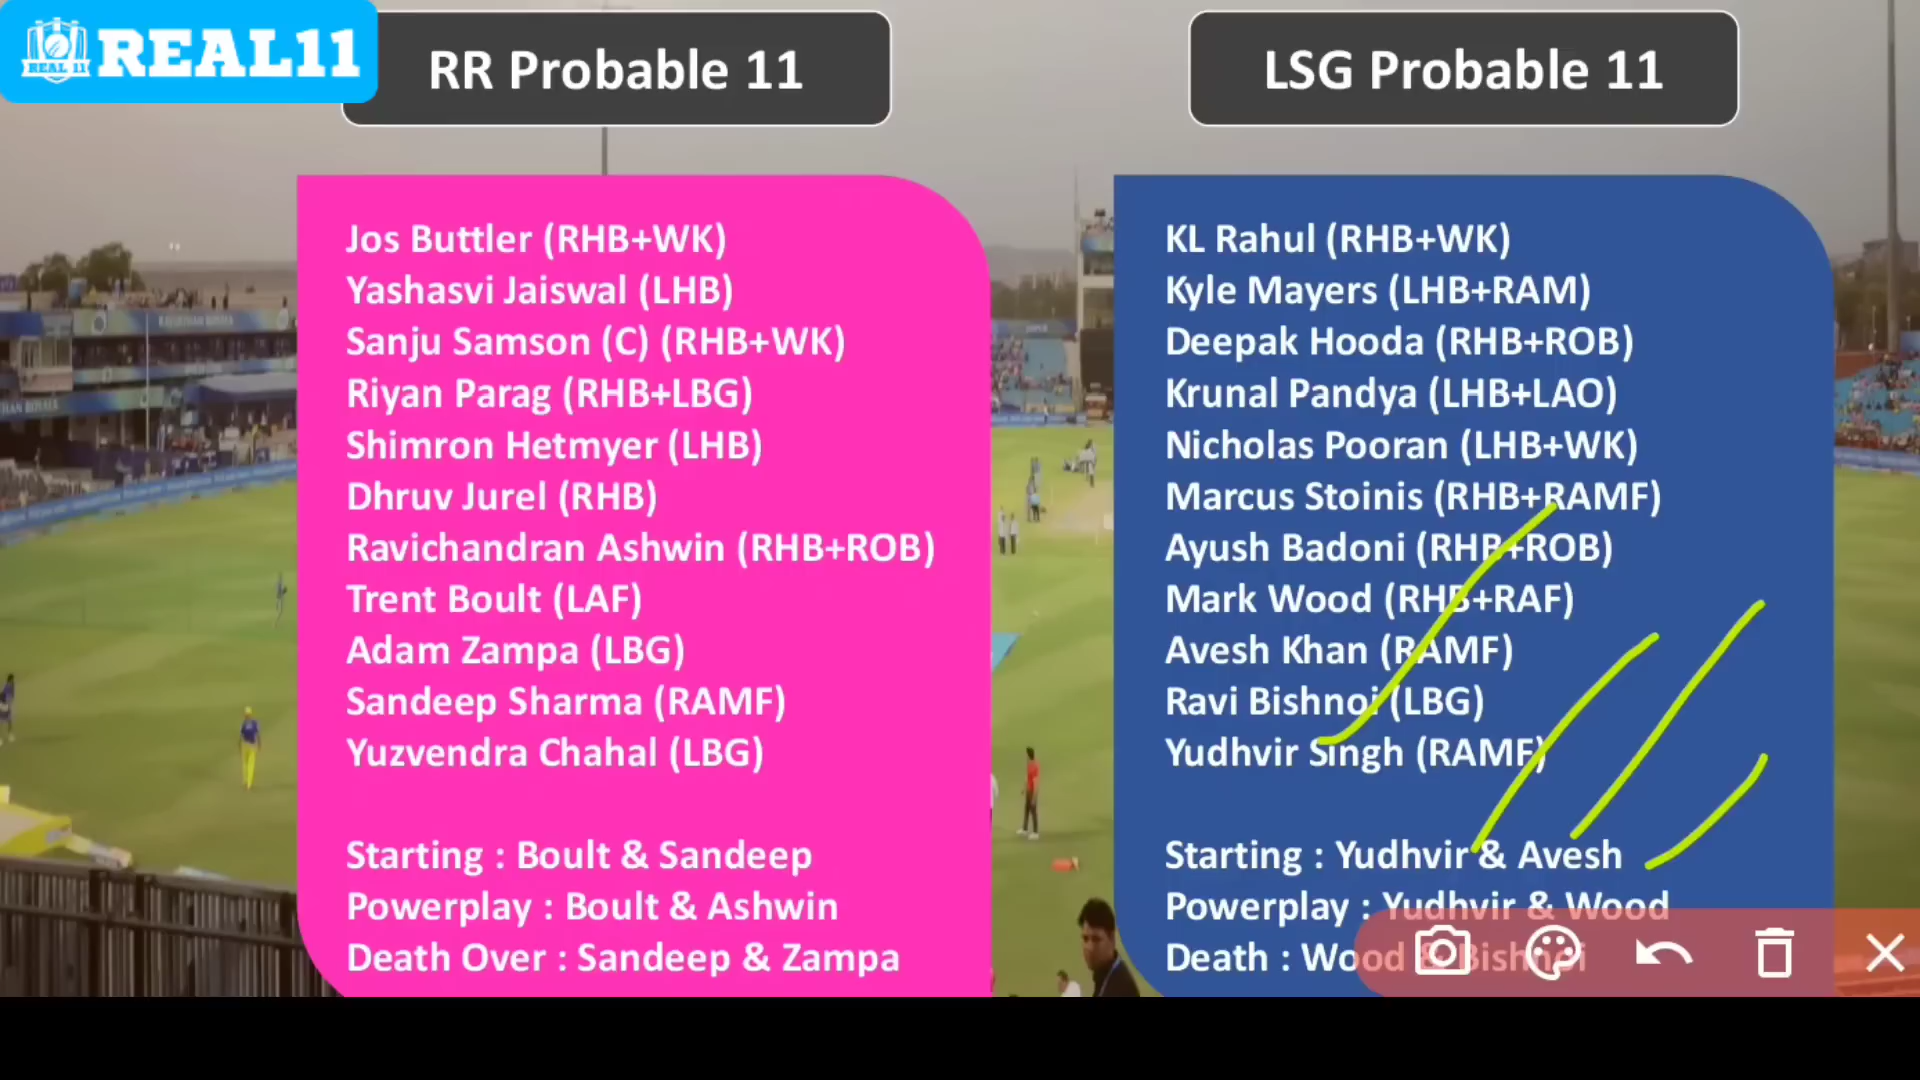 REAL 11
REAL11
RR Probable 11
Jos Buttler (RHB+WK)
Yashasvi Jaiswal (LHB)
Sanju Samson (C) (RHB+WK)
Riyan Parag (RHB+LBG)
Shimron Hetmyer (LHB)
Dhruv Jurel (RHB)
Ravichandran Ashwin (RHB+ROB)
Trent Boult (LAF)
Adam Zampa (LBG)
Sandeep Sharma (RAMF)
Yuzvendra Chahal (LBG)
Starting : Boult & Sandeep
Powerplay : Boult & Ashwin
Death Over : Sandeep & Zampa
LSG Probable 11
KL Rahul (RHB+WK)
Kyle Mayers (LHB+RAM)
Deepak Hooda (RHB+ROB)
Krunal Pandya (LHB+LAO)
Nicholas Pooran (LHB+WK)
Marcus Stoinis (RHB+RAMF)
Ayush Badoni (RHB+ROB)
Mark Wood (RHB+RAF)
Avesh Khan (RAMF)
Ravi Bishnoi (LBG)
Yudhvir Singh (RAMF)
Starting : Yudhvir & Avesh
Powerplay : Yudhvir & Wood
Death : Wood & Bishnoi